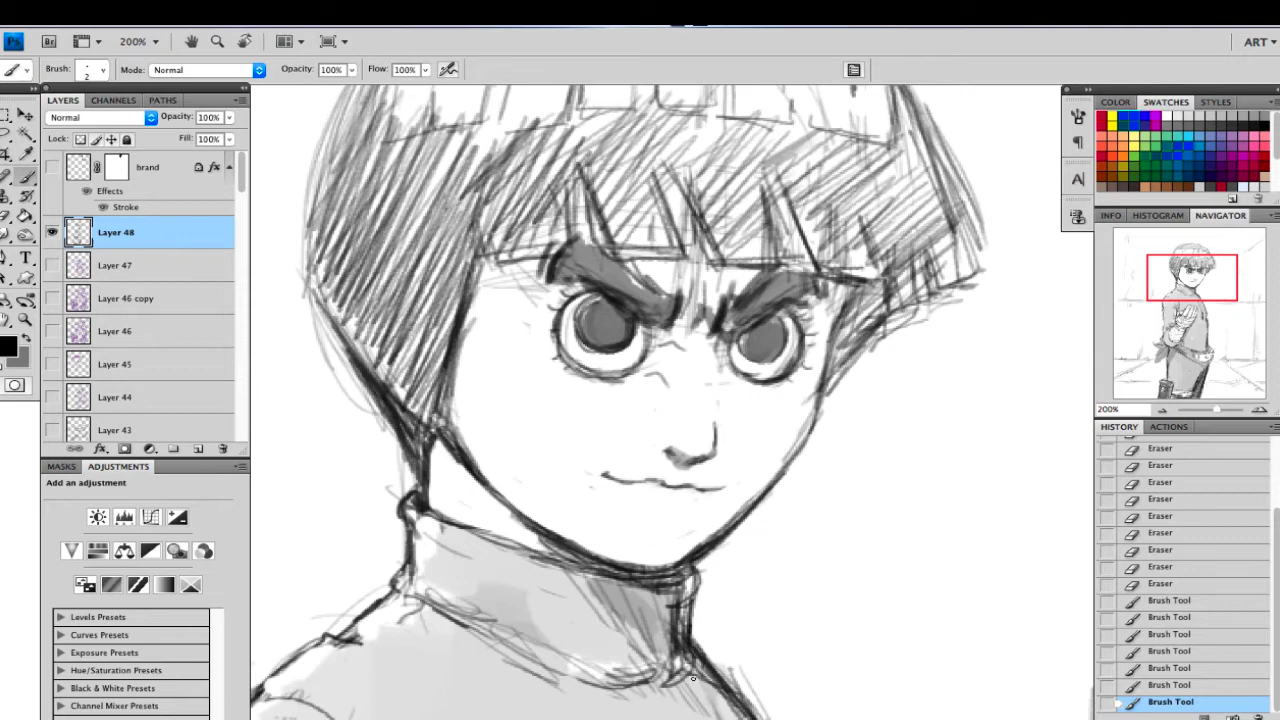 Ps Br 200% ART
Brush: 2 Mode: Normal Opacity: 100% Flow: 100%
LAYERS CHANNELS PATHS
Normal Opacity: 100%
Lock: Fill: 100%
brand fx
Effects
Stroke
Layer 48
Layer 47
Layer 46 copy
Layer 46
Layer 45
Layer 44
Layer 43
MASKS ADJUSTMENTS
Add an adjustment
Levels Presets
Curves Presets
Exposure Presets
Hue/Saturation Presets
Black & White Presets
Channel Mixer Presets
COLOR SWATCHES STYLES
INFO HISTOGRAM NAVIGATOR
200%
HISTORY ACTIONS
Eraser
Eraser
Eraser
Eraser
Eraser
Eraser
Eraser
Eraser
Eraser
Brush Tool
Brush Tool
Brush Tool
Brush Tool
Brush Tool
Brush Tool
Brush Tool